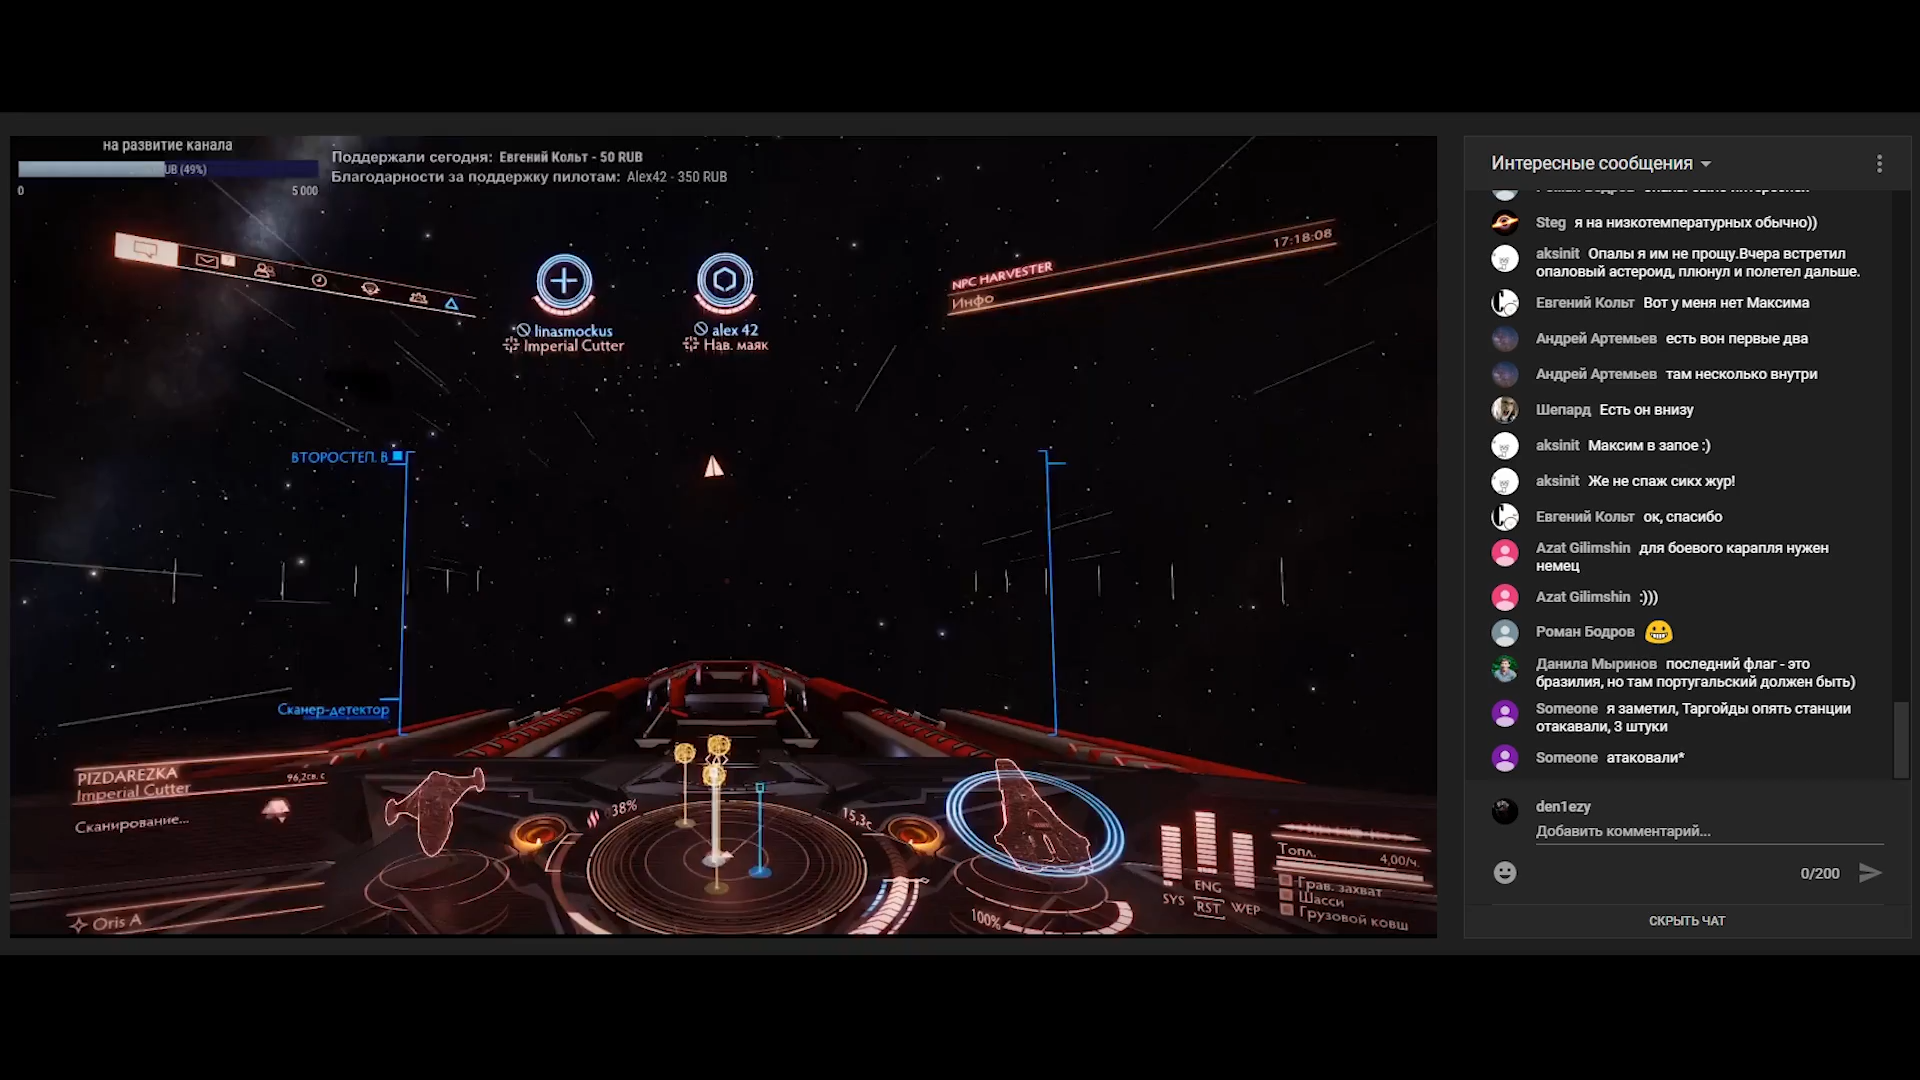 на развитие канала
UB (49%)
0
5 000
Поддержали сегодня: Евгений Кольт - 50 RUB
Благодарности за поддержку пилотам: Alex42 - 350 RUB
17:18:08
NPC HARVESTER
Инфо
linasmockus
Imperial Cutter
alex 42
Нав. маяк
ВТОРОСТЕП. В
Сканер-детектор
PIZDAREZKA
Imperial Cutter
96,2св. с
Сканирование...
Oris A
38%
15,3с
100%
SYS
ENG
RST
WEP
Топл.
4,00/ч.
Грав. захват
Шасси
Грузовой ковш
Интересные сообщения
Steg я на низкотемпературных обычно))
aksinit Опалы я им не прощу.Вчера встретил
опаловый астероид, плюнул и полетел дальше.
Евгений Кольт Вот у меня нет Максима
Андрей Артемьев есть вон первые два
Андрей Артемьев там несколько внутри
Шепард Есть он внизу
aksinit Максим в запое :)
aksinit Же не спаж сикх жур!
Евгений Кольт ок, спасибо
Azat Gilimshin для боевого карапля нужен
немец
Azat Gilimshin :)))
Роман Бодров
Данила Мыринов последний флаг - это
бразилия, но там португальский должен быть)
Someone я заметил, Таргойды опять станции
отакавали, 3 штуки
Someone атаковали*
den1ezy
Добавить комментарий...
0/200
СКРЫТЬ ЧАТ